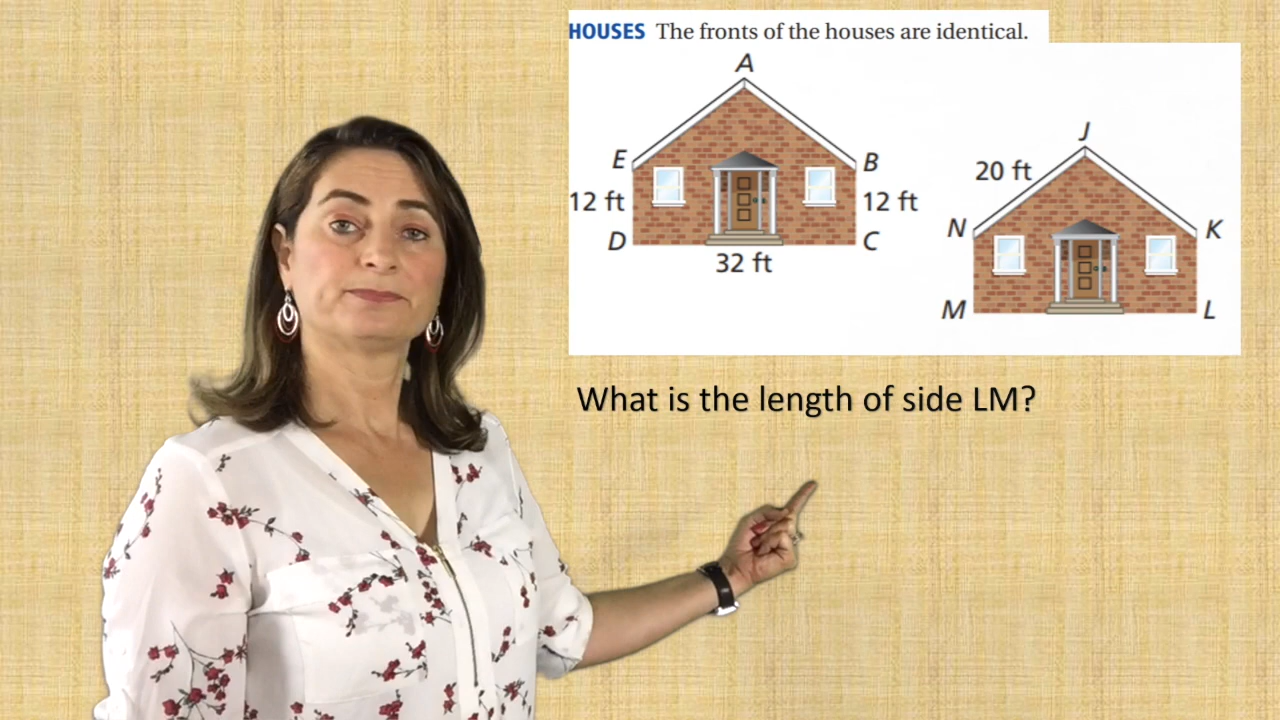 HOUSES The fronts of the houses are identical.
A
E
B
12 ft
12 ft
D
C
32 ft
J
20 ft
N
K
M
L
What is the length of side LM?